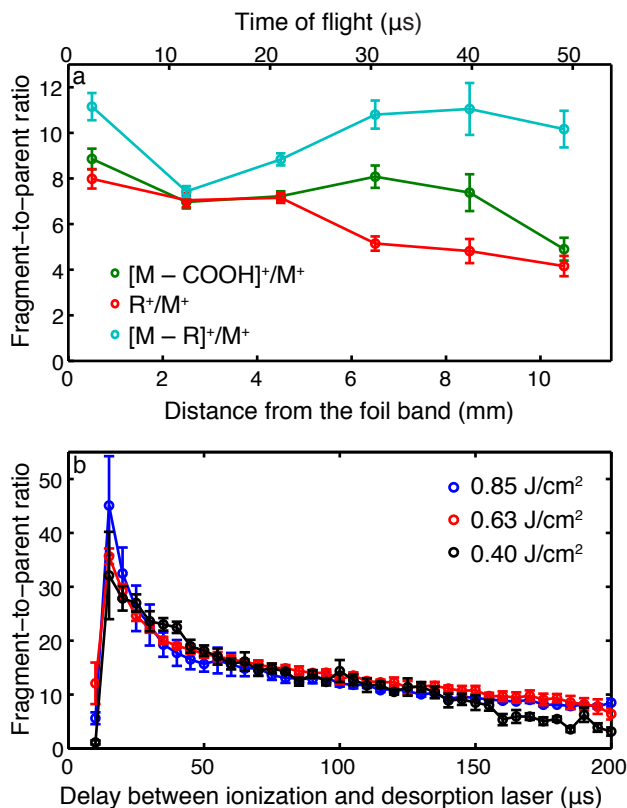 Time of flight (μs)
0 10 20 30 40 50
a
Fragment−to−parent ratio
12
10
8
6
4
2
0
[M – COOH]⁺/M⁺
R⁺/M⁺
[M – R]⁺/M⁺
0 2 4 6 8 10
Distance from the foil band (mm)
b
Fragment−to−parent ratio
50
40
30
20
10
0
0.85 J/cm²
0.63 J/cm²
0.40 J/cm²
0 50 100 150 200
Delay between ionization and desorption laser (μs)